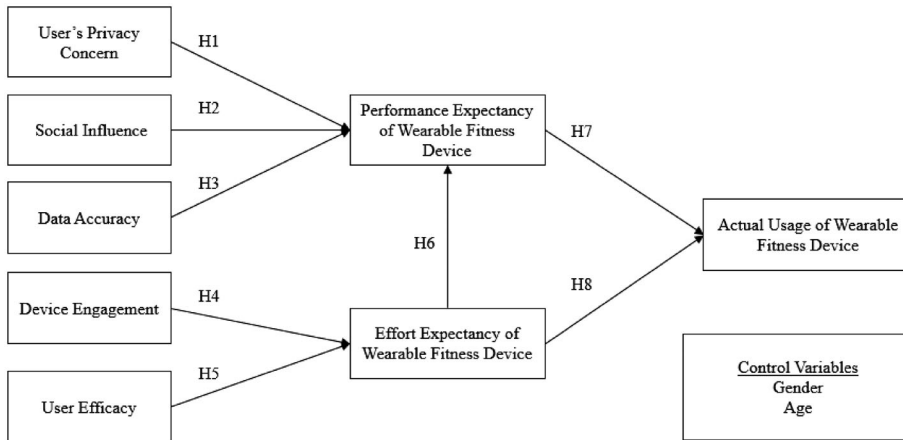 User's Privacy
Concern
H1
Social Influence
H2
Data Accuracy
H3
Device Engagement
H4
User Efficacy
H5
Performance Expectancy
of Wearable Fitness
Device
H6
Effort Expectancy of
Wearable Fitness Device
H7
H8
Actual Usage of Wearable
Fitness Device
Control Variables
Gender
Age